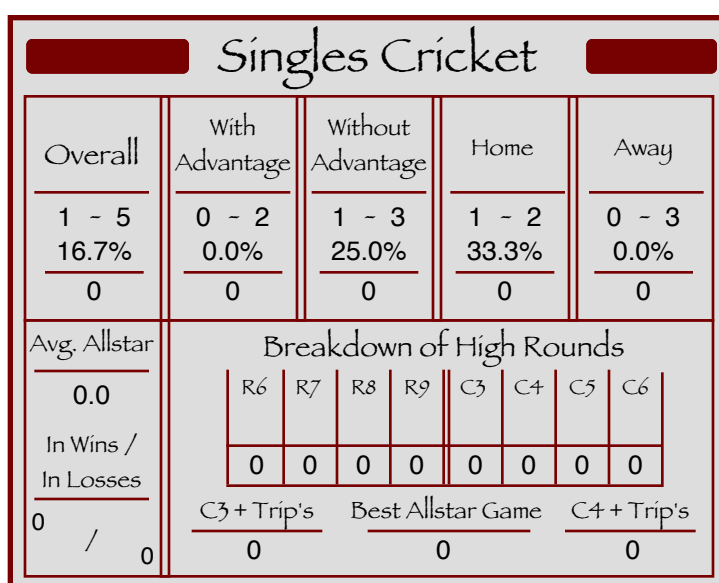 Singles Cricket
Overall
With
Advantage
Without
Advantage
Home
Away
1 ~ 5
0 ~ 2
1 ~ 3
1 ~ 2
0 ~ 3
16.7%
0.0%
25.0%
33.3%
0.0%
0
0
0
0
0
Avg. Allstar
0.0
In Wins /
In Losses
0
/
0
Breakdown of High Rounds
R6 R7 R8 R9 C3 C4 C5 C6
0 0 0 0 0 0 0 0
C3 + Trip's
Best Allstar Game
C4 + Trip's
0
0
0